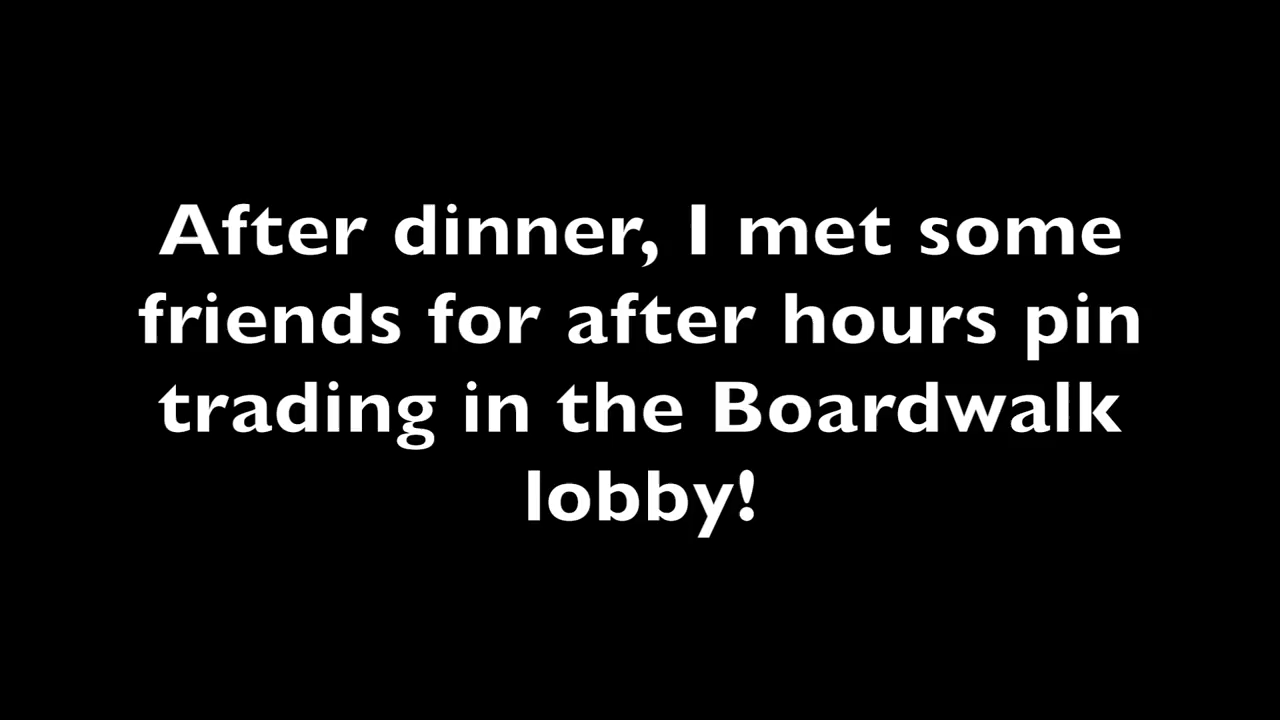 After dinner, I met some
friends for after hours pin
trading in the Boardwalk
lobby!